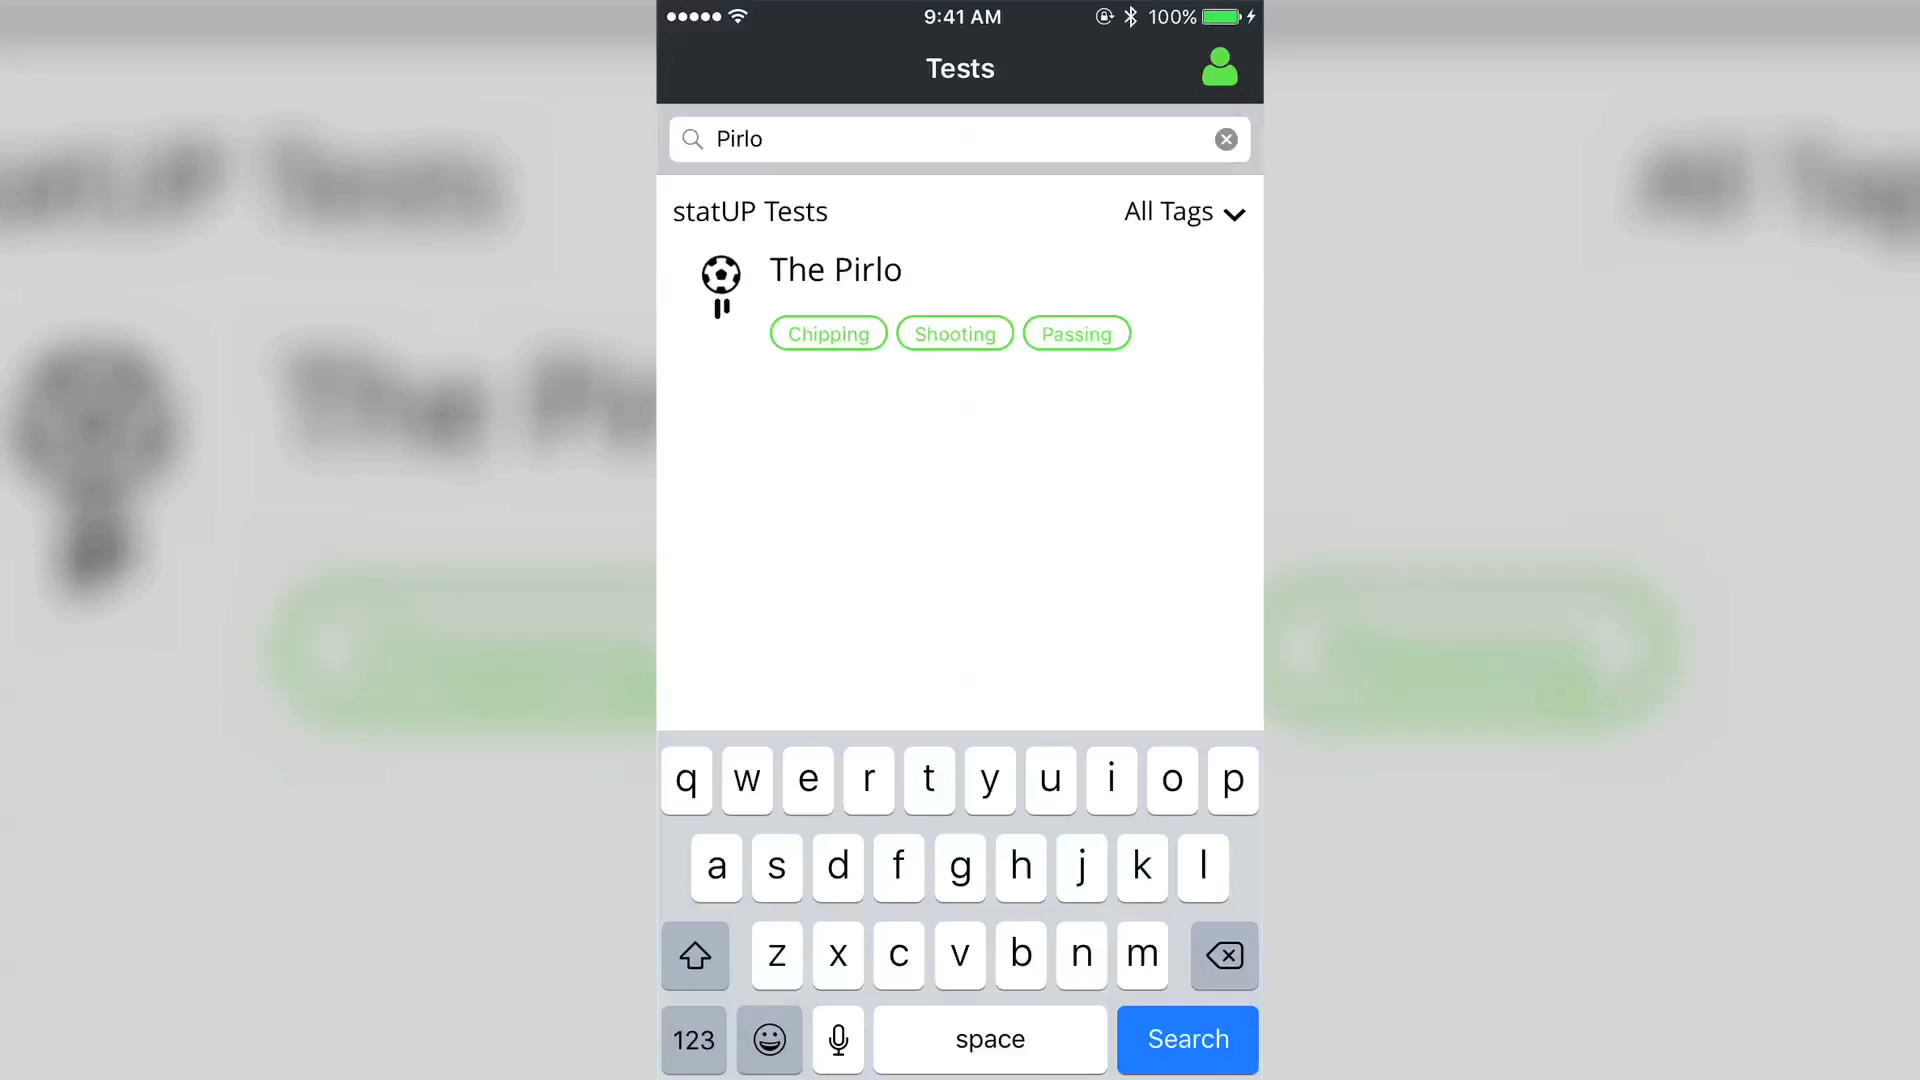 9:41 AM 100%
Tests
Pirlo
statUP Tests All Tags
The Pirlo
Chipping Shooting Passing
q w e r t y u i o p
a s d f g h j k l
z x c v b n m
123 space Search